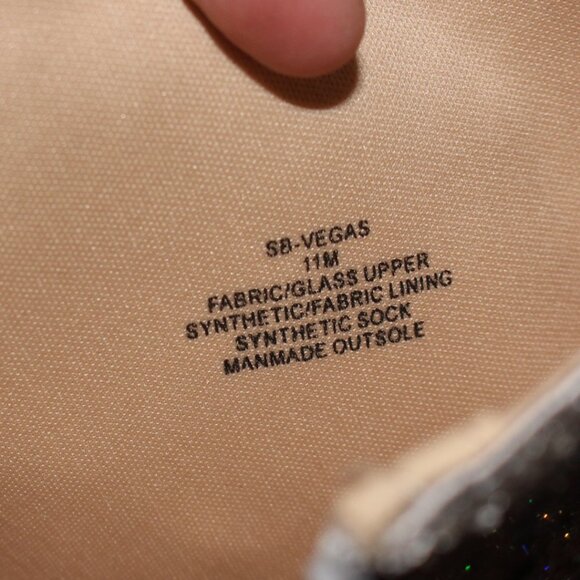 SB-VEGAS
11M
FABRIC/GLASS UPPER
SYNTHETIC/FABRIC LINING
SYNTHETIC SOCK
MANMADE OUTSOLE